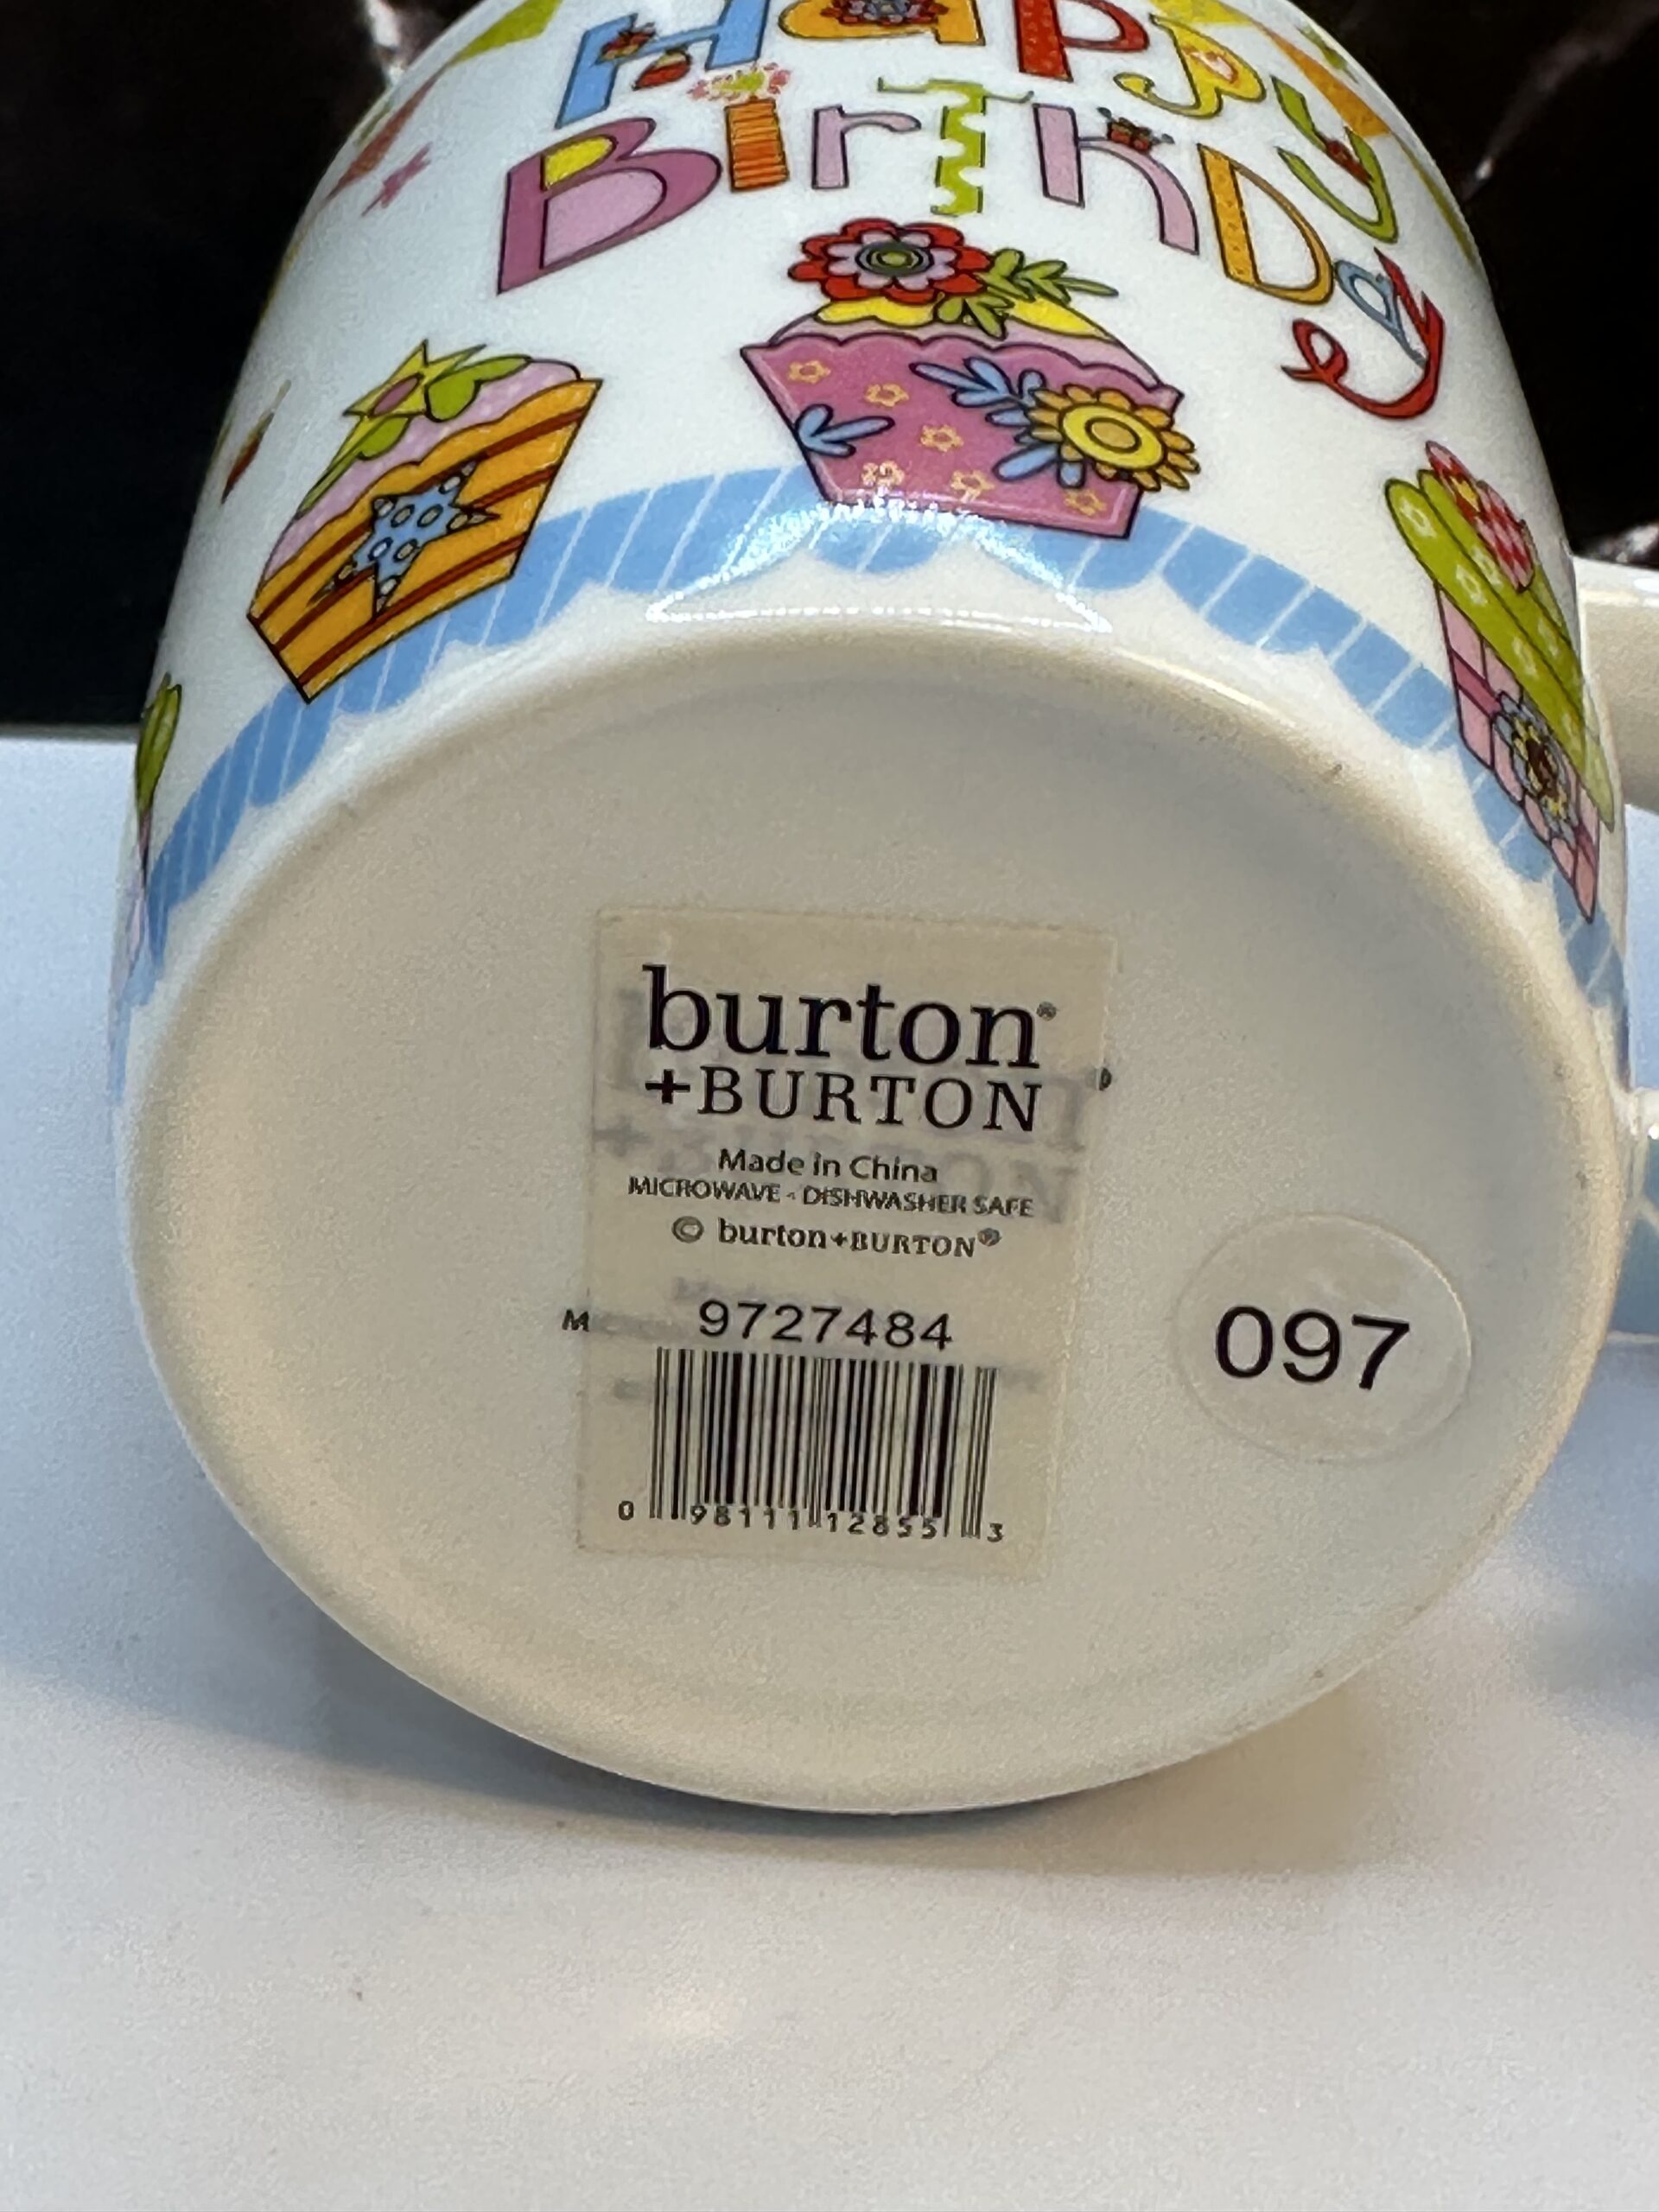 Happy
BirThDay
burton®
+BURTON
Made in China
MICROWAVE - DISHWASHER SAFE
© burton+BURTON®
9727484
0 98111 12855 3
097